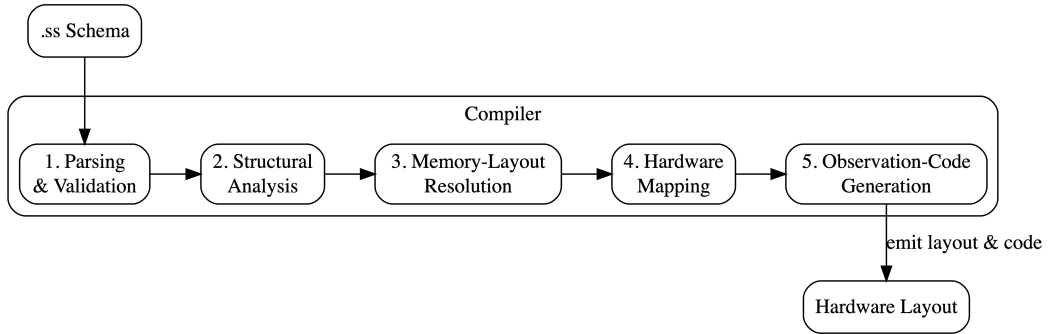 .ss Schema
Compiler
1. Parsing
& Validation
2. Structural
Analysis
3. Memory-Layout
Resolution
4. Hardware
Mapping
5. Observation-Code
Generation
emit layout & code
Hardware Layout